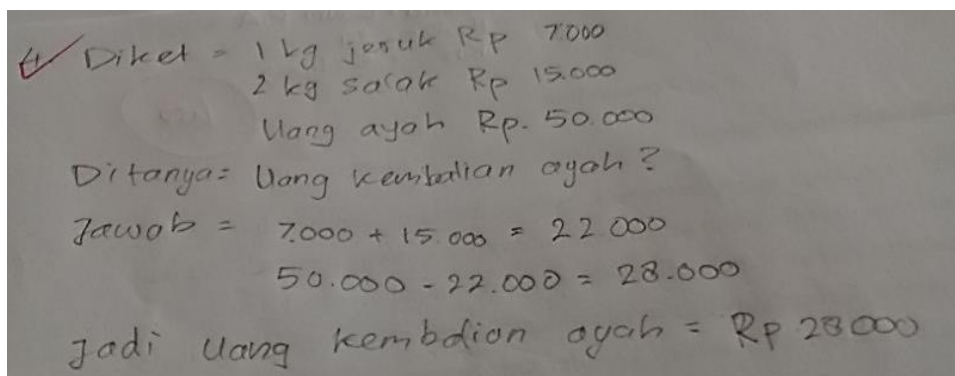 4 Diket = 1 kg jeruk Rp 7000
2 kg salak Rp 15.000
Uang ayah Rp. 50.000
Ditanya = Uang kembalian ayah?
Jawab = 7.000 + 15.000 = 22 000
50.000 - 22.000 = 28.000
Jadi uang kembalian ayah = Rp 28000